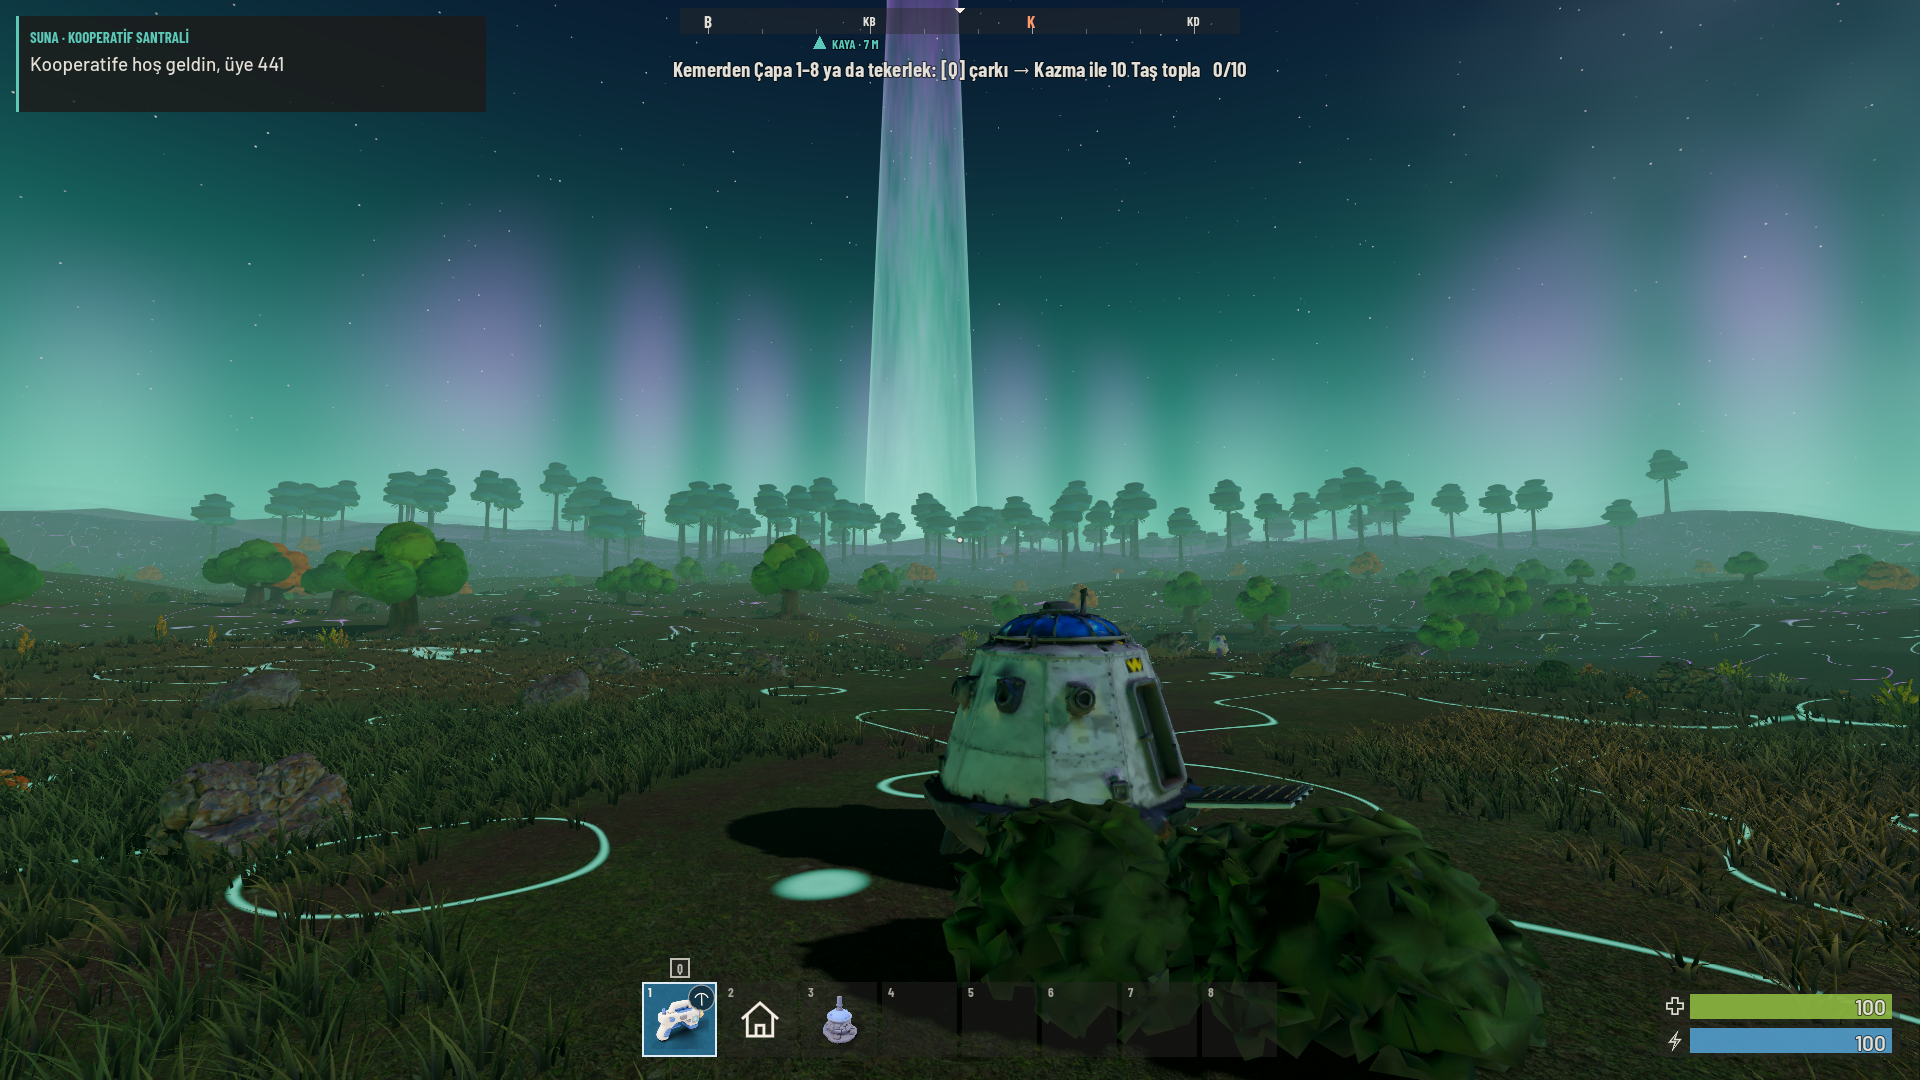 SUNA · KOOPERATİF SANTRALİ
Kooperatife hoş geldin, üye 441
B KB K KD
KAYA · 7 M
Kemerden Çapa 1-8 ya da tekerlek: [Q] çarkı → Kazma ile 10 Taş topla 0/10
W
Q
1 2 3 4 5 6 7 8
100
100